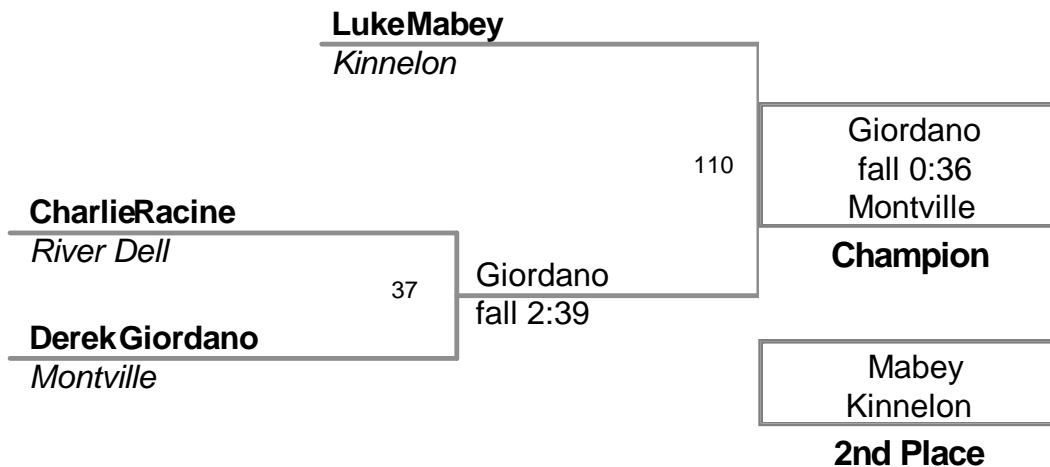 LukeMabey
Kinnelon
110
Giordano
fall 0:36
Montville
Champion
CharlieRacine
River Dell
37
Giordano
fall 2:39
DerekGiordano
Montville
Mabey
Kinnelon
2nd Place